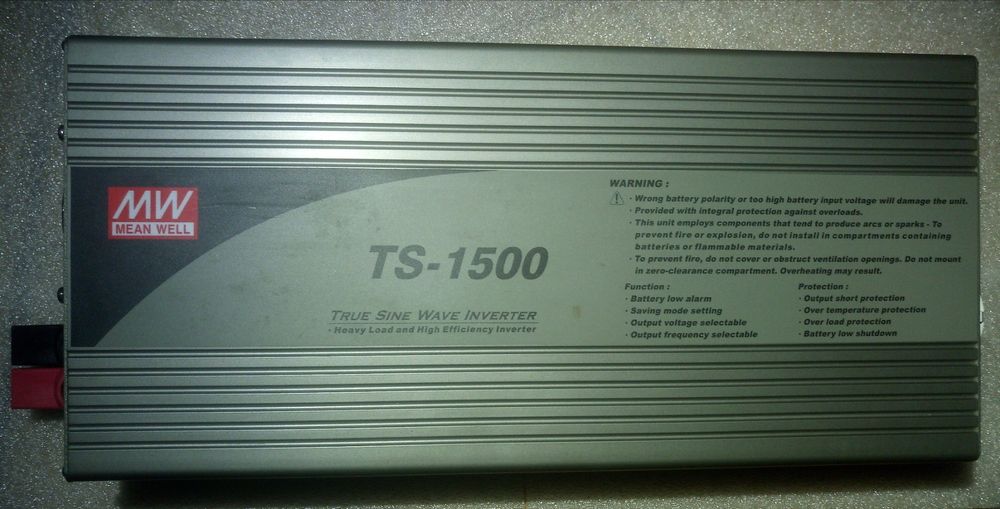 MW
MEAN WELL
TS-1500
TRUE SINE WAVE INVERTER
· Heavy Load and High Efficiency Inverter
WARNING :
· Wrong battery polarity or too high battery input voltage will damage the unit.
· Provided with integral protection against overloads.
· This unit employs components that tend to produce arcs or sparks - To
prevent fire or explosion, do not install in compartments containing
batteries or flammable materials.
· To prevent fire, do not cover or obstruct ventilation openings. Do not mount
in zero-clearance compartment. Overheating may result.
Function :
· Battery low alarm
· Saving mode setting
· Output voltage selectable
· Output frequency selectable
Protection :
· Output short protection
· Over temperature protection
· Over load protection
· Battery low shutdown